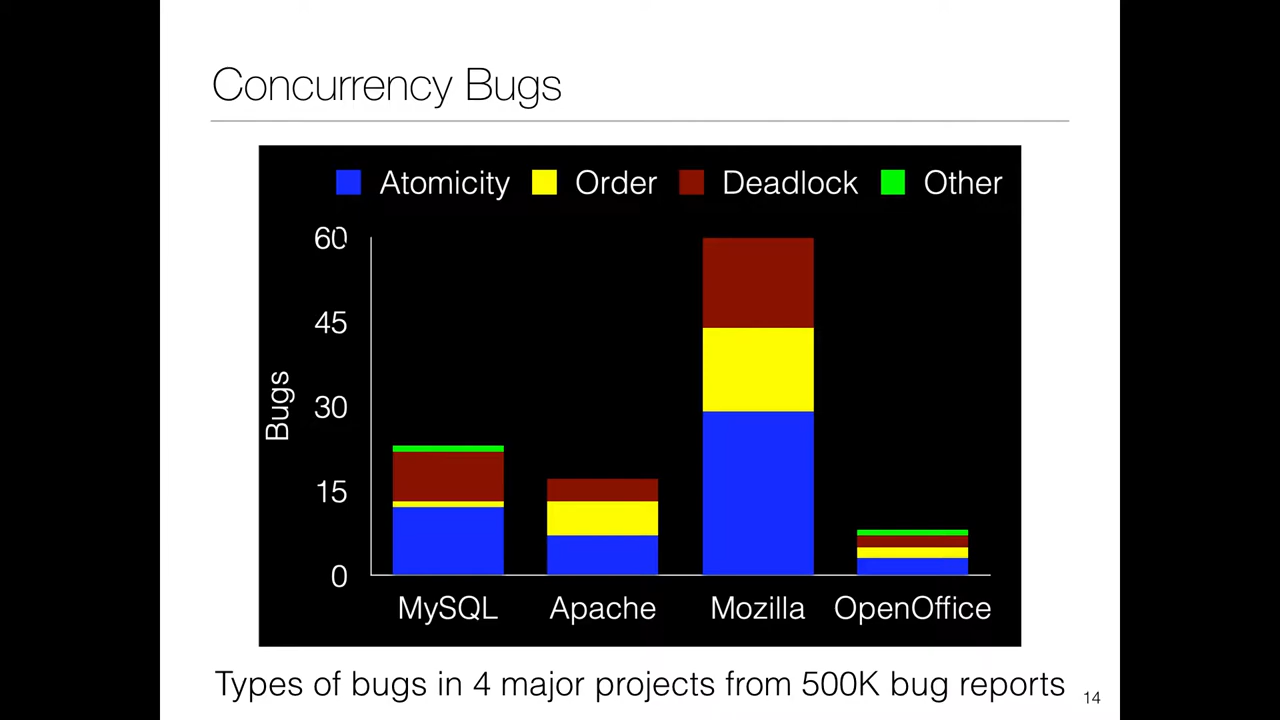 Concurrency Bugs
Atomicity Order Deadlock Other
60
45
30
15
0
Bugs
MySQL Apache Mozilla OpenOffice
Types of bugs in 4 major projects from 500K bug reports
14